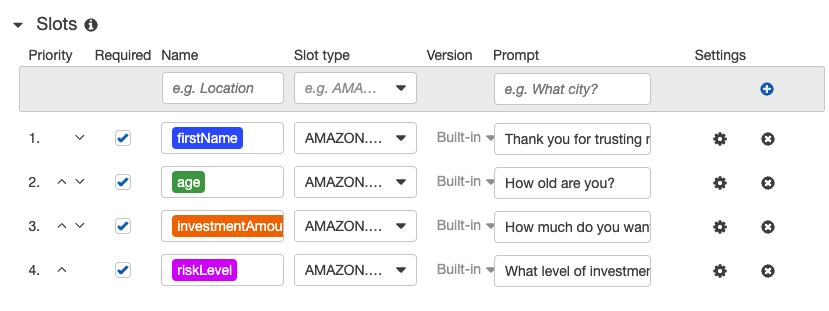 Slots
Priority Required Name Slot type Version Prompt Settings
e.g. Location e.g. AMA... e.g. What city?
1. firstName AMAZON.... Built-in Thank you for trusting
2. age AMAZON.... Built-in How old are you?
3. investmentAmou AMAZON.... Built-in How much do you wan
4. riskLevel AMAZON.... Built-in What level of investmen